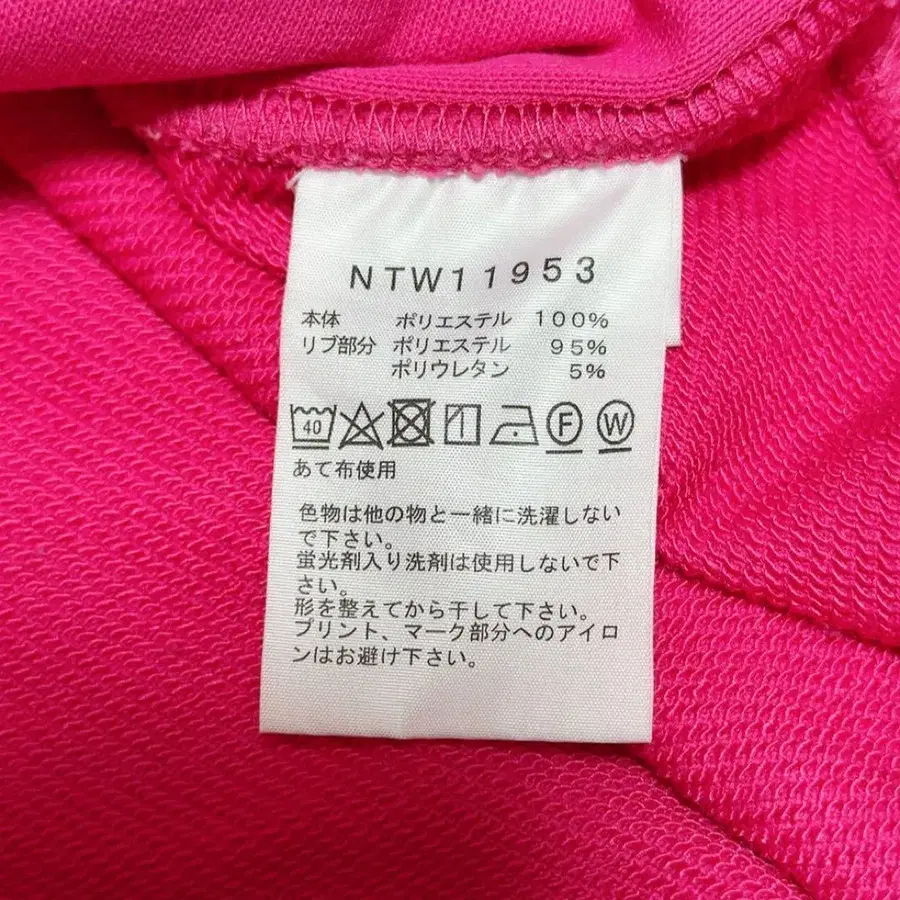 NTW11953
本体 ポリエステル 100%
リブ部分 ポリエステル 95%
ポリウレタン 5%
40 F W
あて布使用
色物は他の物と一緒に洗濯しない
で下さい。
蛍光剤入り洗剤は使用しないで下
さい。
形を整えてから干して下さい。
プリント、マーク部分へのアイロ
ンはお避け下さい。